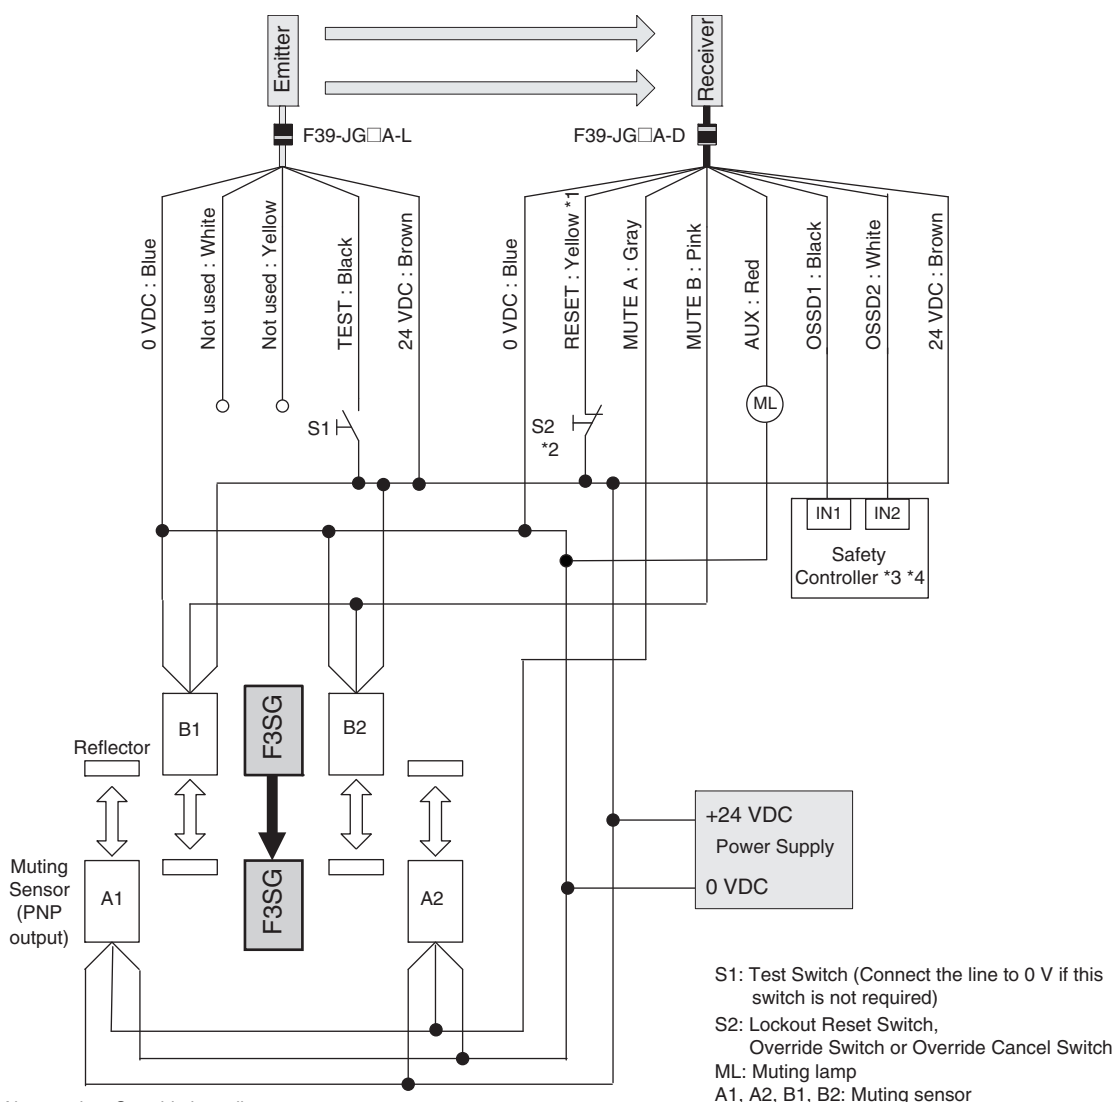 Emitter
Receiver
F39-JG□A-L
F39-JG□A-D
0 VDC : Blue
Not used : White
Not used : Yellow
TEST : Black
24 VDC : Brown
0 VDC : Blue
RESET : Yellow *1
MUTE A : Gray
MUTE B : Pink
AUX : Red
OSSD1 : Black
OSSD2 : White
24 VDC : Brown
S1
S2
*2
ML
IN1
IN2
Safety
Controller *3 *4
B1
F3SG
B2
Reflector
+24 VDC
Power Supply
0 VDC
Muting
Sensor
(PNP
output)
A1
F3SG
A2
S1: Test Switch (Connect the line to 0 V if this
switch is not required)
S2: Lockout Reset Switch,
Override Switch or Override Cancel Switch
ML: Muting lamp
A1, A2, B1, B2: Muting sensor